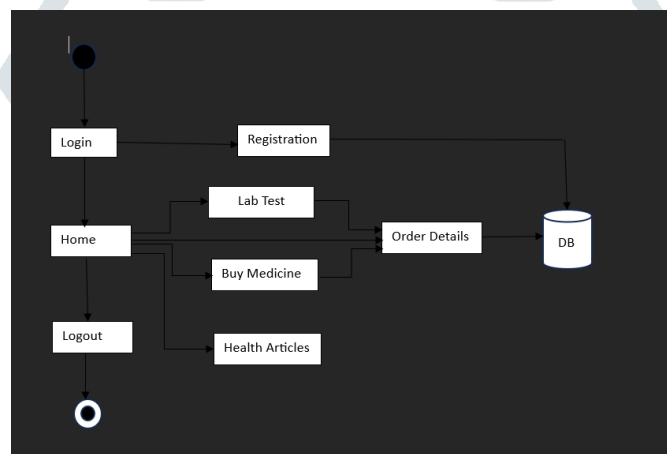 Login
Registration
Lab Test
Home
Order Details
DB
Buy Medicine
Logout
Health Articles